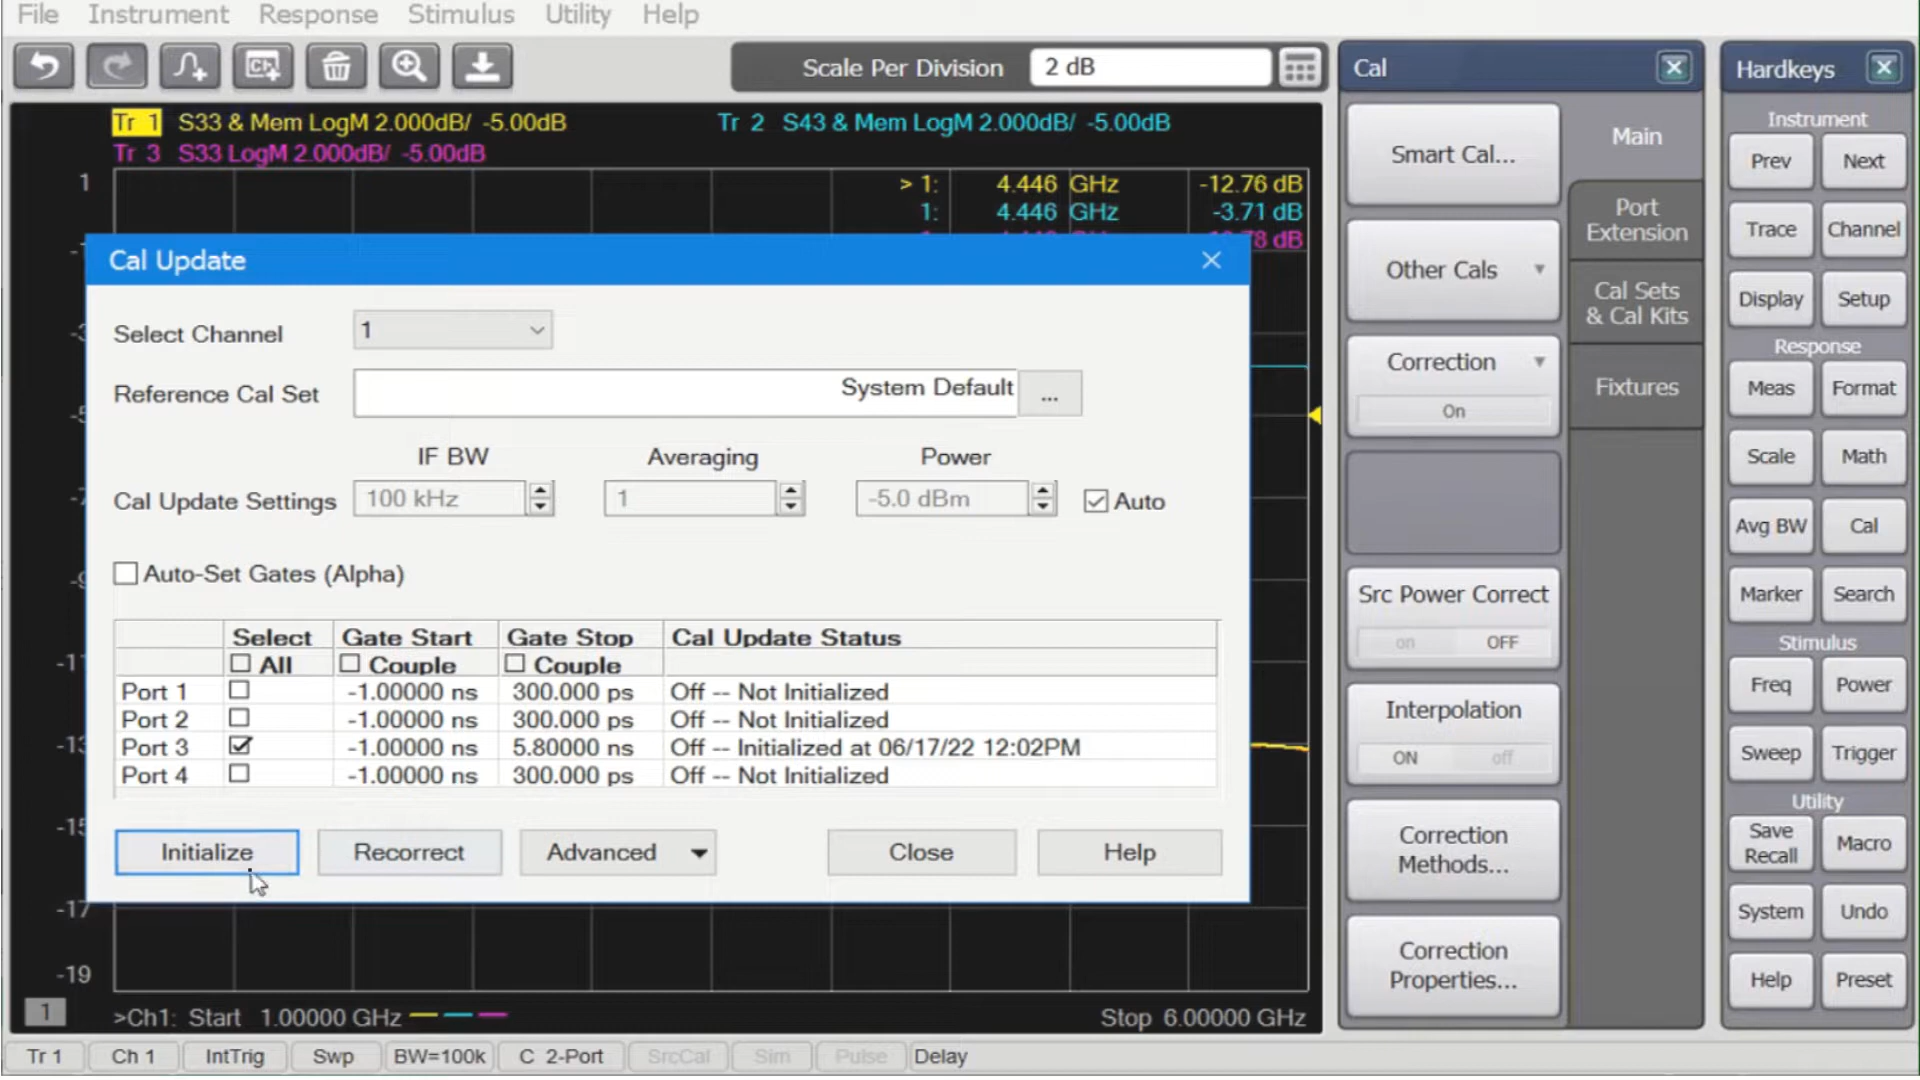 File Instrument Response Stimulus Utility Help
Scale Per Division 2 dB
Tr 1 S33 & Mem LogM 2.000dB/ -5.00dB
Tr 2 S43 & Mem LogM 2.000dB/ -5.00dB
Tr 3 S33 LogM 2.000dB/ -5.00dB
1
> 1: 4.446 GHz -12.76 dB
1: 4.446 GHz -3.71 dB
78 dB
Cal Update
Select Channel 1
Reference Cal Set System Default ...
IF BW Averaging Power
Cal Update Settings 100 kHz 1 -5.0 dBm Auto
Auto-Set Gates (Alpha)
Select Gate Start Gate Stop Cal Update Status
All Couple Couple
Port 1 -1.00000 ns 300.000 ps Off -- Not Initialized
Port 2 -1.00000 ns 300.000 ps Off -- Not Initialized
Port 3 -1.00000 ns 5.80000 ns Off -- Initialized at 06/17/22 12:02PM
Port 4 -1.00000 ns 300.000 ps Off -- Not Initialized
Initialize Recorrect Advanced Close Help
-17
-19
1
>Ch1: Start 1.00000 GHz
Stop 6.00000 GHz
Tr 1 Ch 1 IntTrig Swp BW=100k C 2-Port SrcCal Sim Pulse Delay
Cal
Smart Cal...
Other Cals
Correction
On
Src Power Correct
on OFF
Interpolation
ON off
Correction
Methods...
Correction
Properties...
Main
Port
Extension
Cal Sets
& Cal Kits
Fixtures
Hardkeys
Instrument
Prev Next
Trace Channel
Display Setup
Response
Meas Format
Scale Math
Avg BW Cal
Marker Search
Stimulus
Freq Power
Sweep Trigger
Utility
Save
Recall
Macro
System Undo
Help Preset